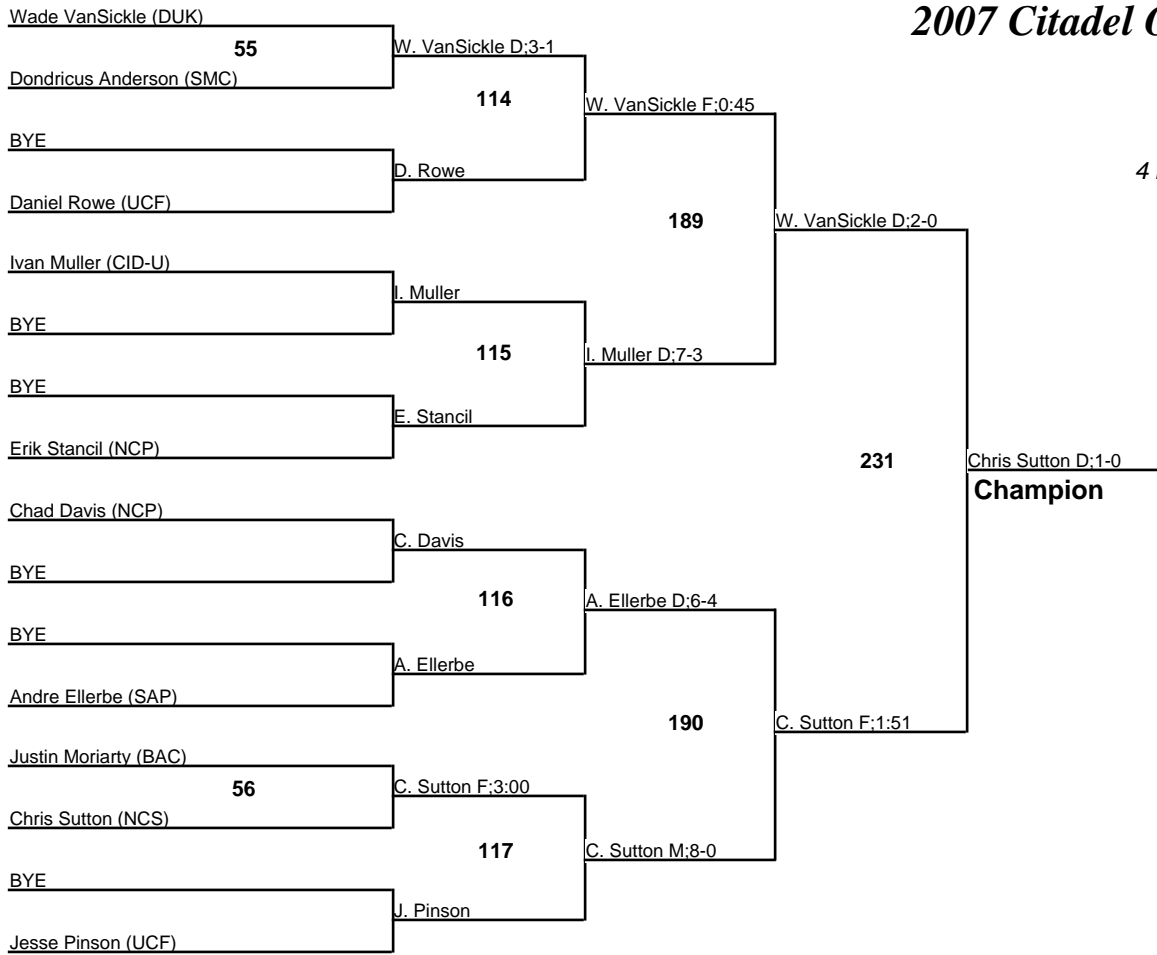 Wade VanSickle (DUK)
2007 Citadel
55
W. VanSickle D;3-1
Dondricus Anderson (SMC)
114
W. VanSickle F;0:45
BYE
D. Rowe
4
Daniel Rowe (UCF)
189
W. VanSickle D;2-0
Ivan Muller (CID-U)
I. Muller
BYE
115
I. Muller D;7-3
BYE
E. Stancil
Erik Stancil (NCP)
231
Chris Sutton D;1-0
Champion
Chad Davis (NCP)
C. Davis
BYE
116
A. Ellerbe D;6-4
BYE
A. Ellerbe
Andre Ellerbe (SAP)
190
C. Sutton F;1:51
Justin Moriarty (BAC)
56
C. Sutton F;3:00
Chris Sutton (NCS)
117
C. Sutton M;8-0
BYE
J. Pinson
Jesse Pinson (UCF)